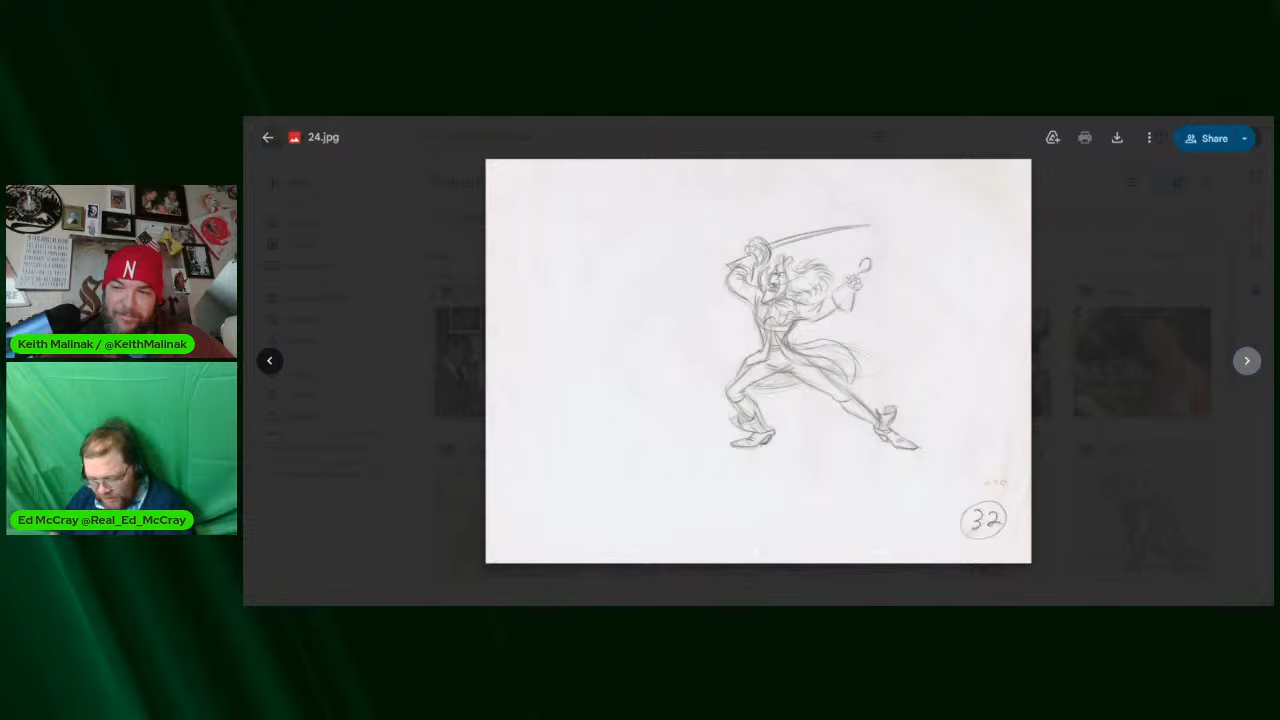 24.jpg
Share
N
Keith Malinak / @KeithMalinak
Ed McCray @Real_Ed_McCray
32